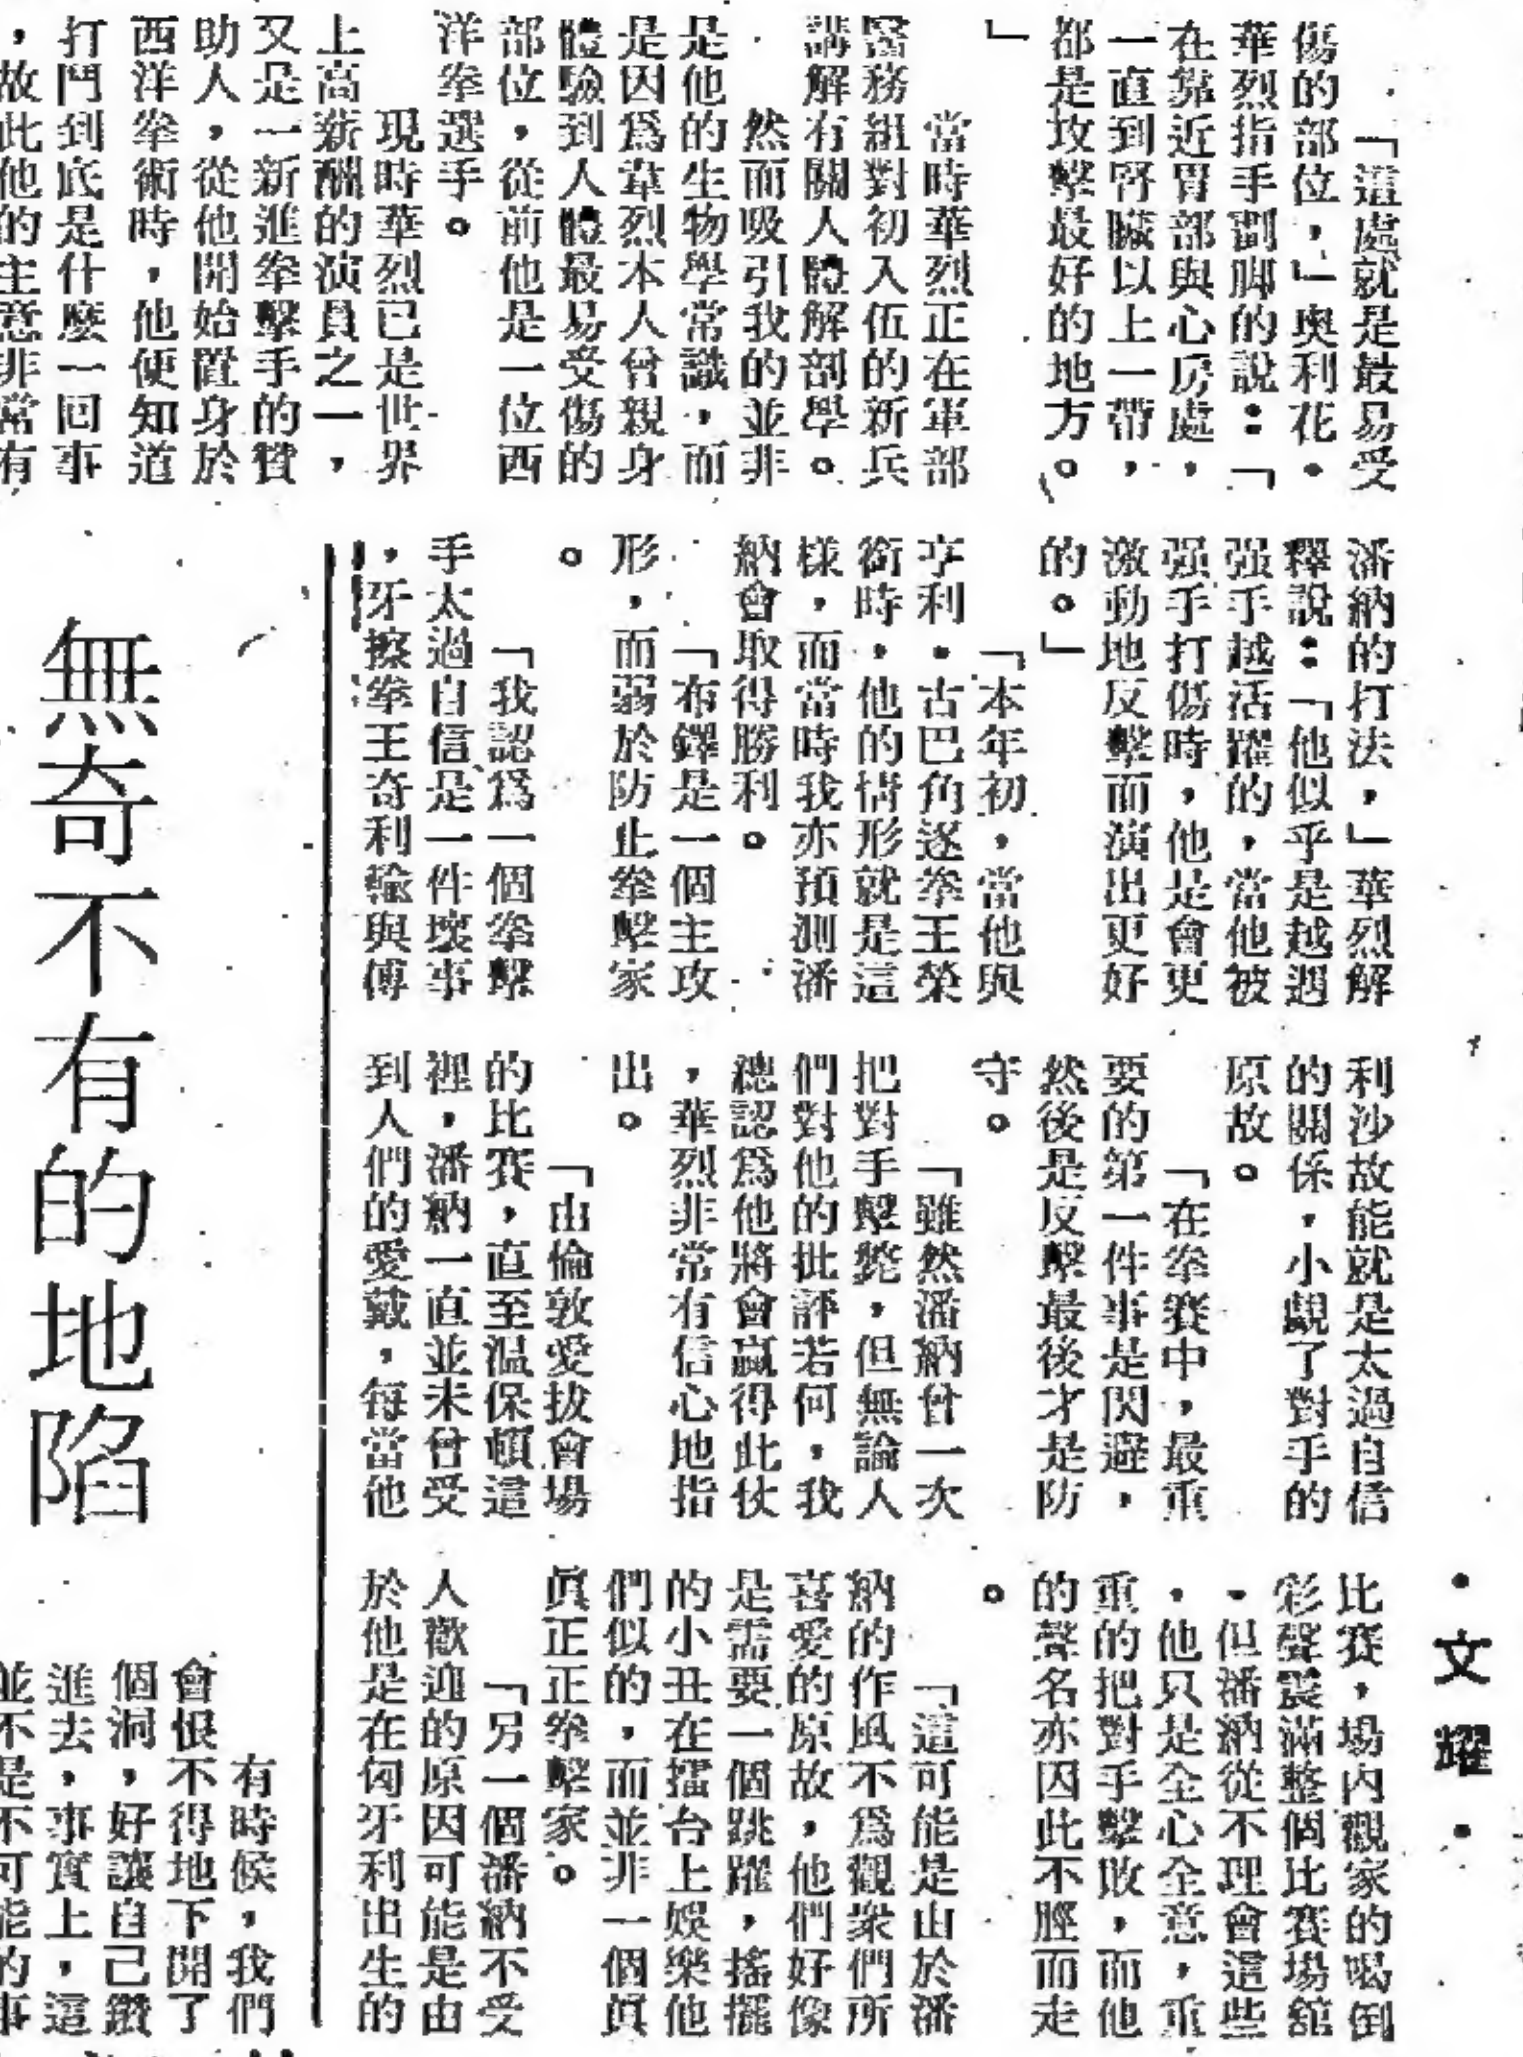 「這處就是最易受
傷的部位，」奧利花·
華烈指手劃脚的說：「
在靠近胃部與心房處，
一直到腎臟以上一帶，
都是攻擊最好的地方。
」
當時華烈正在軍部
醫務組對初入伍的新兵
講解有關人體解剖學。
然而吸引我的並非
是他的生物學常識，而
是因爲韋烈本人曾親身
體驗到人體最易受傷的
部位，從前他是一位西
洋拳選手。
現時華烈已是世界
上高薪酬的演員之一，
又是一新進拳擊手的贊
助人，從他開始置身於
西洋拳術時，他便知道
打鬥到底是什麼一回事
，故此他的主意非常有
潘納的打法，」華烈解
釋說：「他似乎是越遇
强手越活躍的，當他被
强手打傷時，他是會更
激動地反擊而演出更好
的。」
「本年初，當他與
亨利·古巴角逐拳王榮
銜時，他的情形就是這
樣，而當時我亦預測潘
納會取得勝利。
「布鐸是一個主攻
形，而弱於防止拳擊家
。
「我認爲一個拳擊
手太過自信是一件壞事
，牙擦拳王奇利輸與傅
利沙故能就是太過自信
的關係，小覷了對手的
原故。
「在拳賽中，最重
要的第一件事是閃避，
然後是反擊最後才是防
守。
「雖然潘納曾一次
把對手擊斃，但無論人
們對他的批評若何，我
總認爲他將會贏得此仗
，華烈非常有信心地指
出。
「由倫敦愛拔會場
的比賽，直至温保頓這
裡，潘納一直並未曾受
到人們的愛戴，每當他
·文耀·
比賽，場內觀家的喝倒
彩聲震滿整個比賽場舘
，但潘納從不理會這些
，他只是全心全意，重
重的把對手擊敗，而他
的聲名亦因此不脛而走
。
「這可能是由於潘
納的作風不爲觀衆們所
喜愛的原故，他們好像
是需要一個跳躍，搖擺
的小丑在擂台上娛樂他
們似的，而並非一個眞
眞正正拳擊家。
「另一個潘納不受
人歡迎的原因可能是由
於他是在匈牙利出生的
無奇不有的地陷
有時候，我們
會恨不得地下開了
個洞，好讓自己鑽
進去，事實上，這
並不是不可能的事